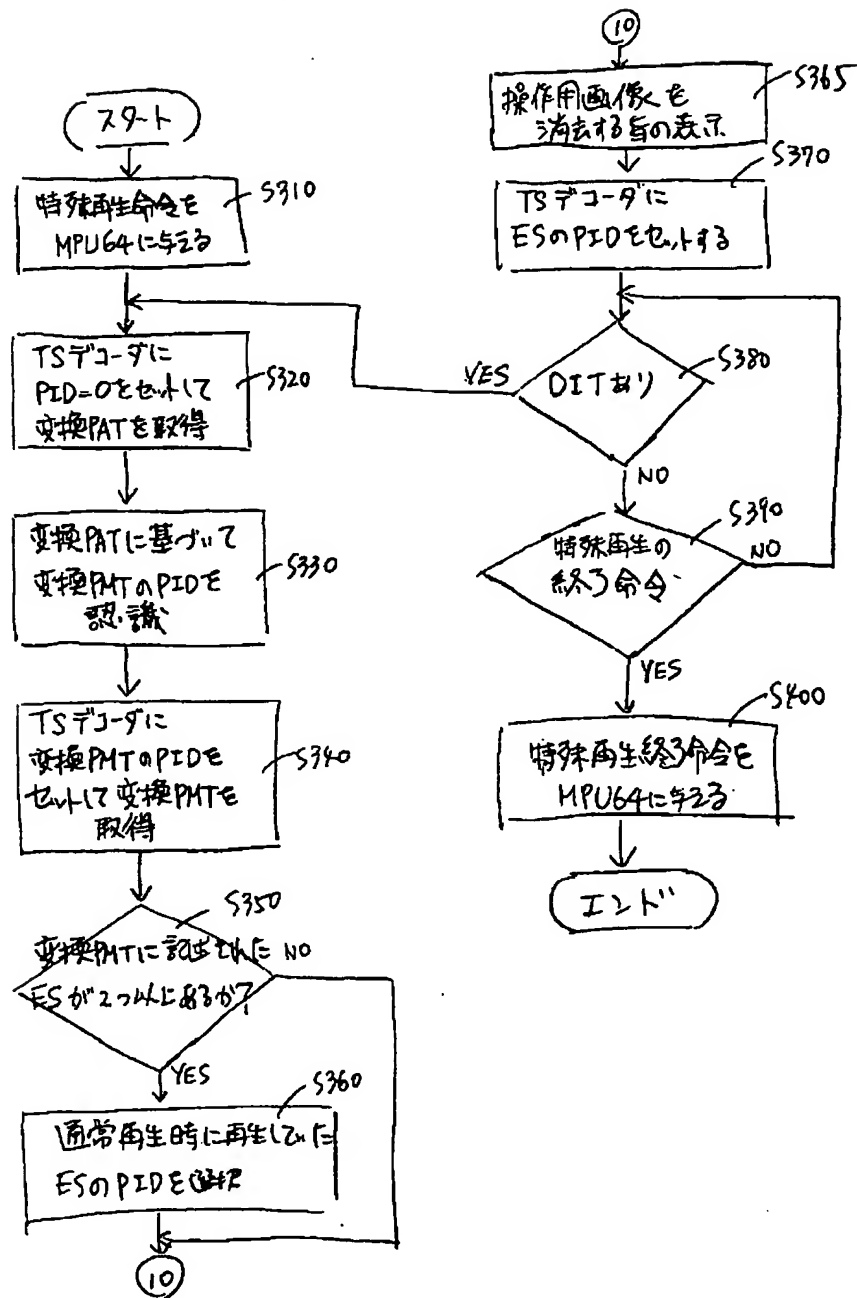 スタート
特殊再生命令を
MPU64に与える
S310
TSデコーダに
PID=0をセットして
変換PATを取得
S320
変換PATに基づいて
変換PMTのPIDを
認識
S330
TSデコーダに
変換PMTのPIDを
セットして変換PMTを
取得
S340
S350
変換PMTに記述された
ESが2つ以上あるか?
NO
YES
S360
通常再生時に再生していた
ESのPIDを選択
10
10
操作用画像を
消去する旨の表示
S365
S370
TSデコーダに
ESのPIDをセットする
YES
DITあり
S380
NO
特殊再生の
終了命令
S390
NO
YES
S400
特殊再生終了命令を
MPU64に与える
エンド